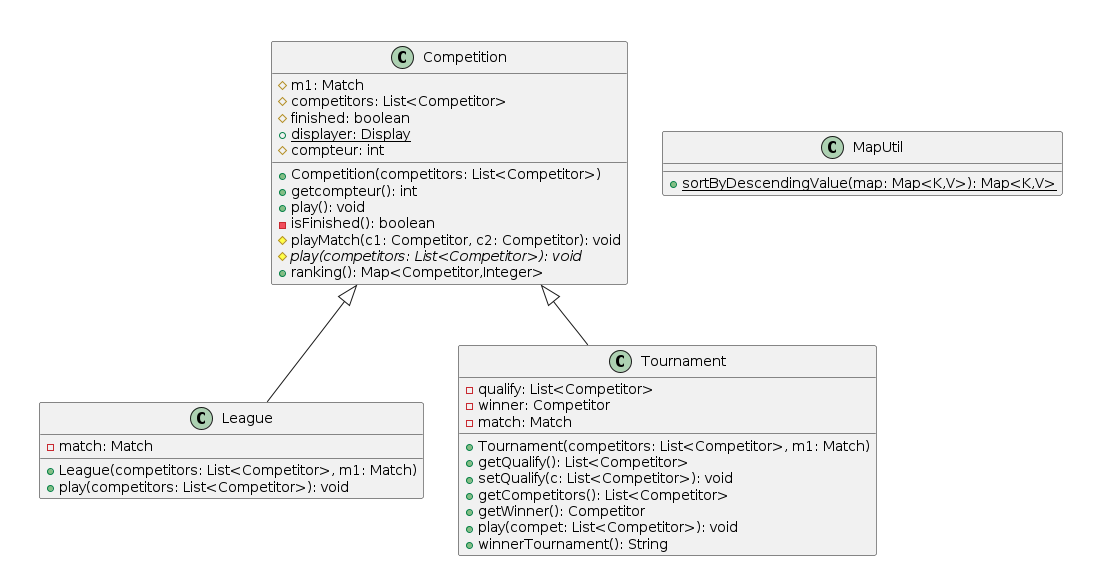 C Competition
m1: Match
competitors: List<Competitor>
finished: boolean
displayer: Display
compteur: int
Competition(competitors: List<Competitor>)
getcompteur(): int
play(): void
isFinished(): boolean
playMatch(c1: Competitor, c2: Competitor): void
play(competitors: List<Competitor>): void
ranking(): Map<Competitor,Integer>
C MapUtil
sortByDescendingValue(map: Map<K,V>): Map<K,V>
C League
match: Match
League(competitors: List<Competitor>, m1: Match)
play(competitors: List<Competitor>): void
C Tournament
qualify: List<Competitor>
winner: Competitor
match: Match
Tournament(competitors: List<Competitor>, m1: Match)
getQualify(): List<Competitor>
setQualify(c: List<Competitor>): void
getCompetitors(): List<Competitor>
getWinner(): Competitor
play(compet: List<Competitor>): void
winnerTournament(): String